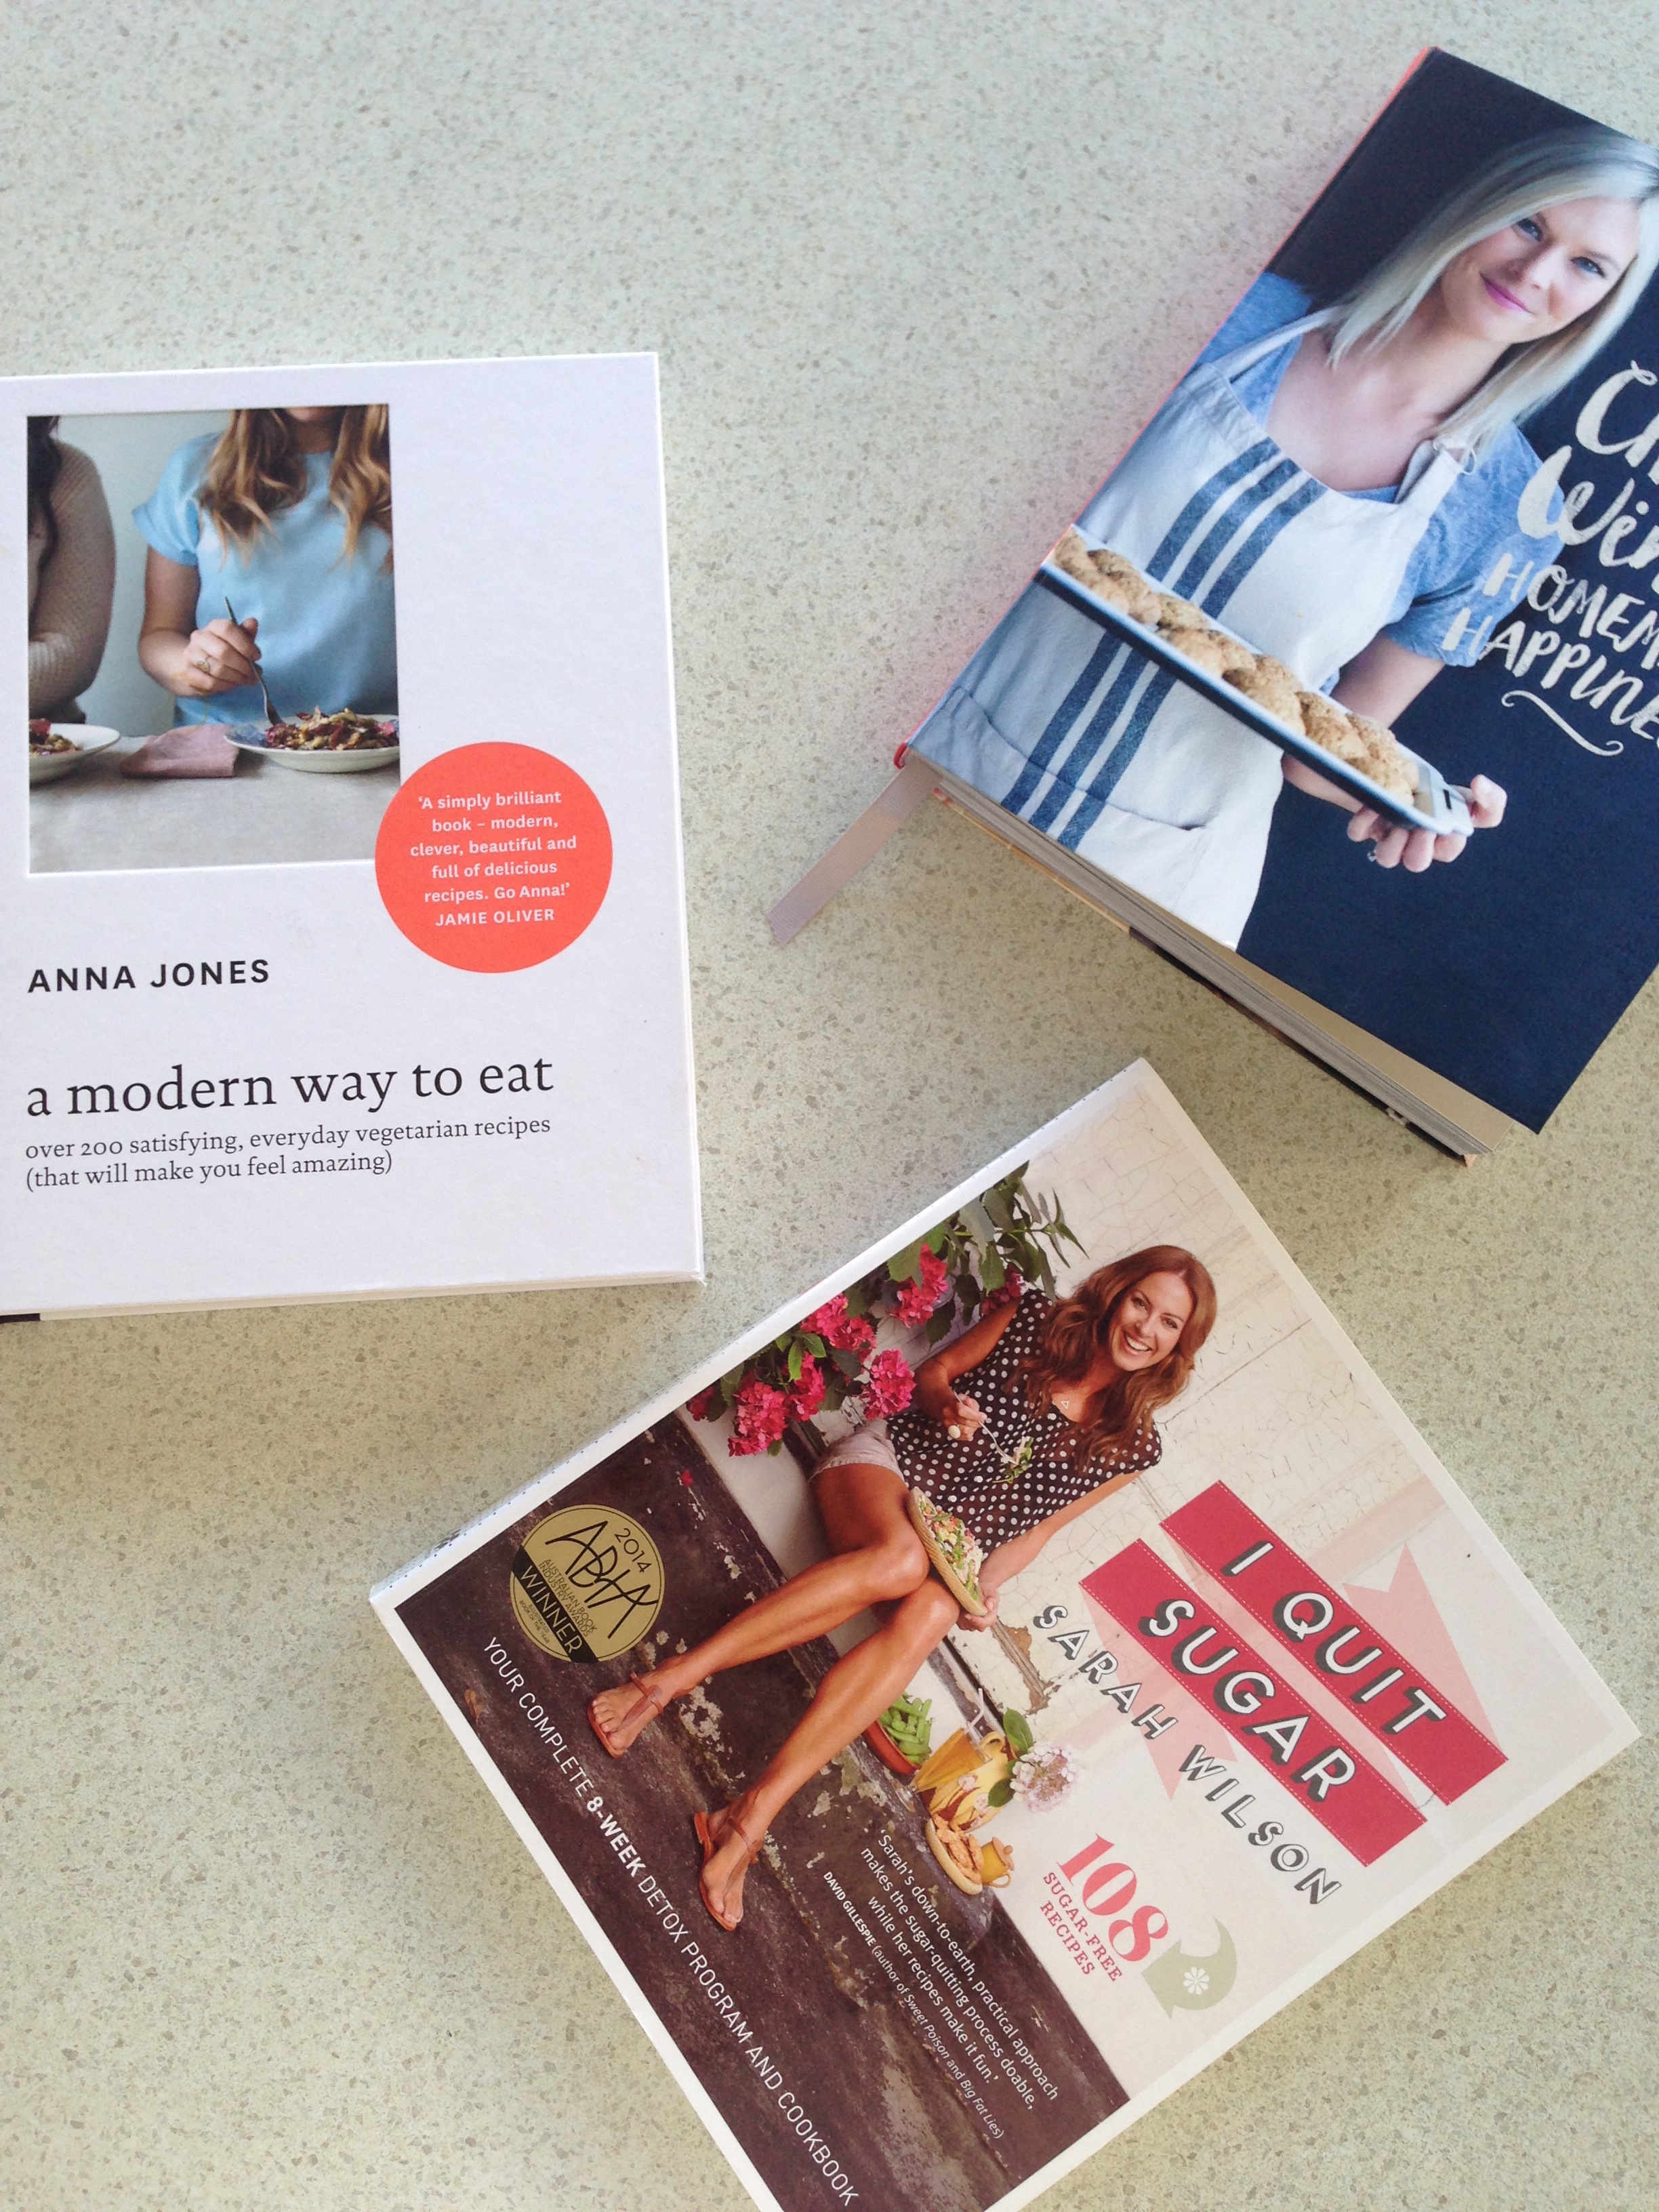 'A simply brilliant
book – modern,
clever, beautiful and
full of delicious
recipes. Go Anna!'
JAMIE OLIVER
ANNA JONES
a modern way to eat
over 200 satisfying, everyday vegetarian recipes
(that will make you feel amazing)
I QUIT
SUGAR
SARAH WILSON
108
SUGAR-FREE
RECIPES
'Sarah's down-to-earth, practical approach
makes the sugar-quitting process doable,
while her recipes make it fun.'
DAVID GILLESPIE (author of Sweet Poison and Big Fat Lies)
2014
ABIA
AUSTRALIAN BOOK
INDUSTRY AWARDS
WINNER
YOUR COMPLETE 8-WEEK DETOX PROGRAM AND COOKBOOK